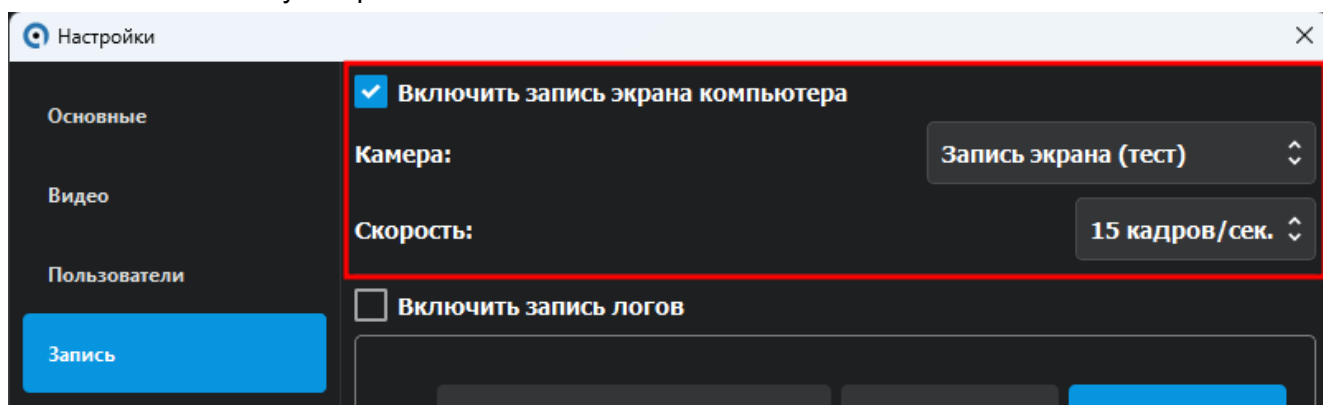 Настройки
Включить запись экрана компьютера
Основные
Камера:
Запись экрана (тест)
Видео
Скорость:
15 кадров/сек.
Пользователи
Включить запись логов
Запись